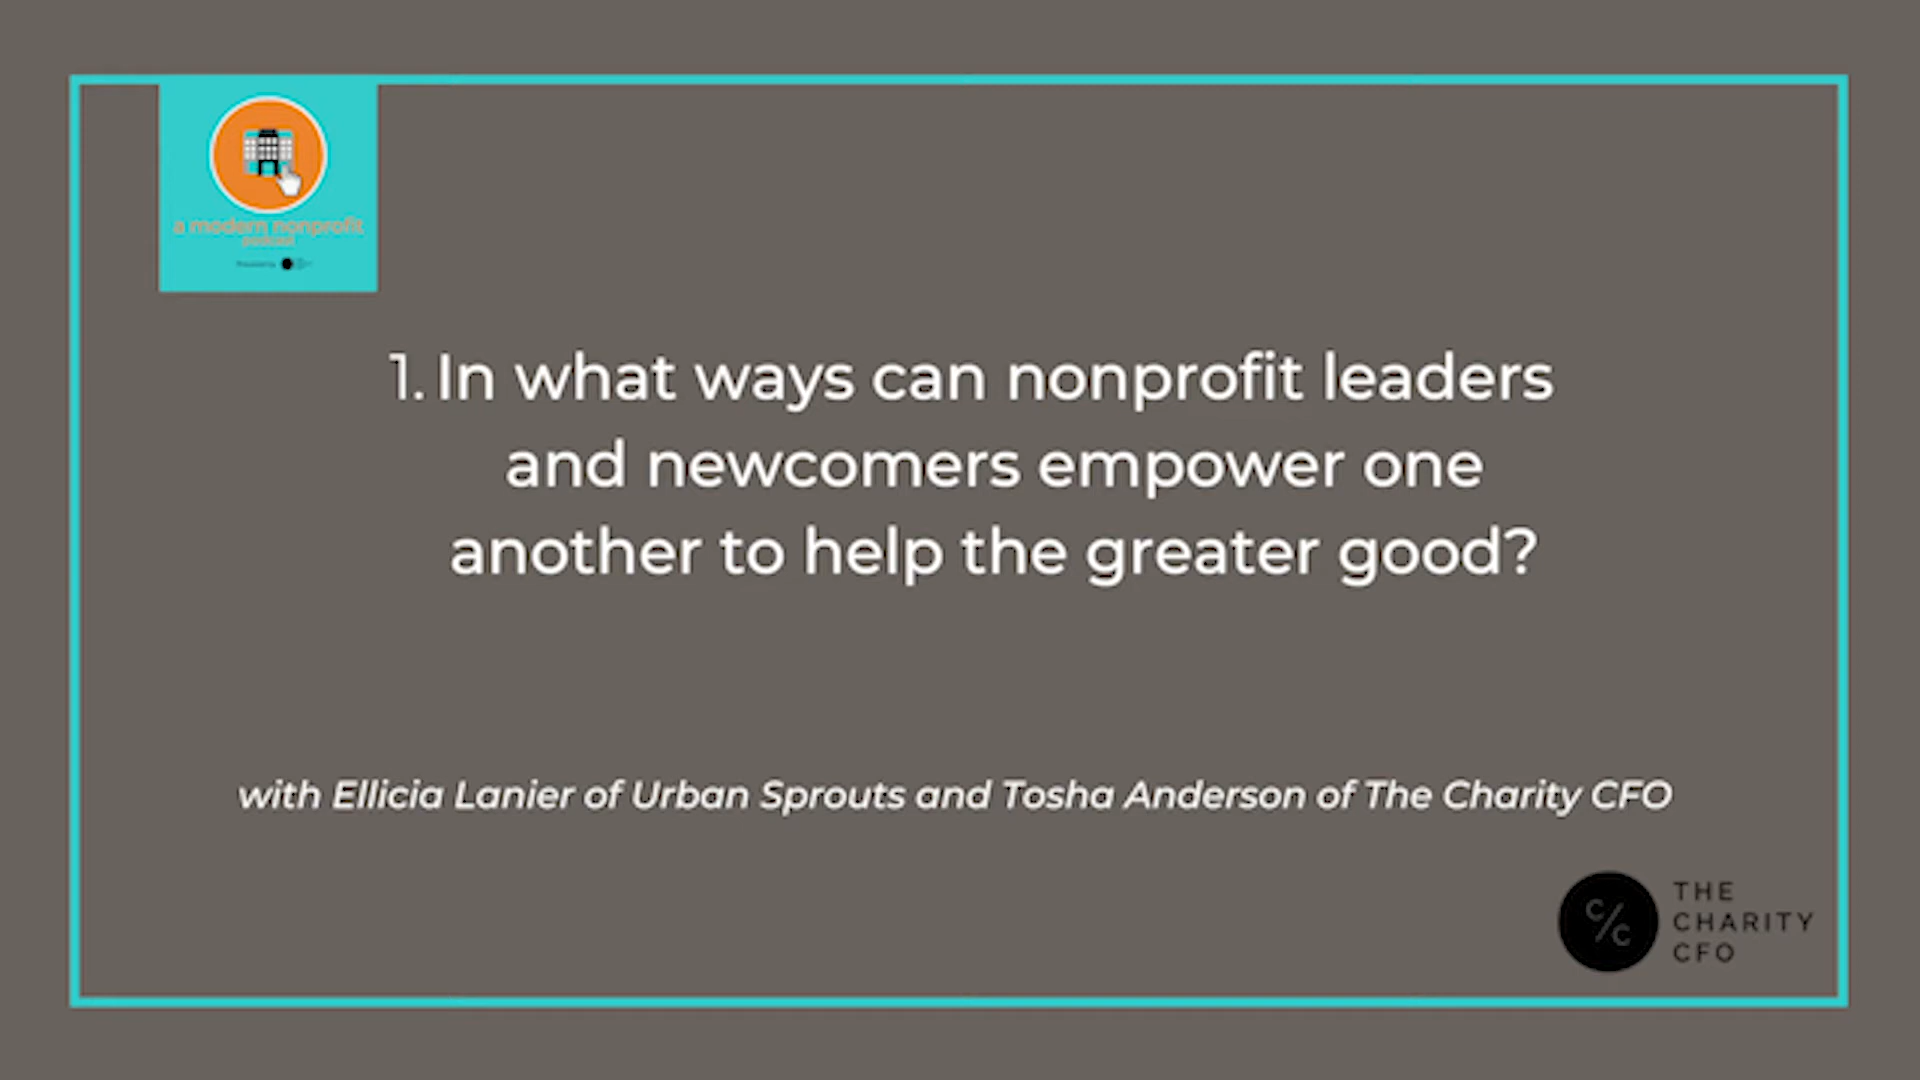 a modern nonprofit
podcast
1. In what ways can nonprofit leaders
and newcomers empower one
another to help the greater good?
with Ellicia Lanier of Urban Sprouts and Tosha Anderson of The Charity CFO
C/C
THE
CHARITY
CFO